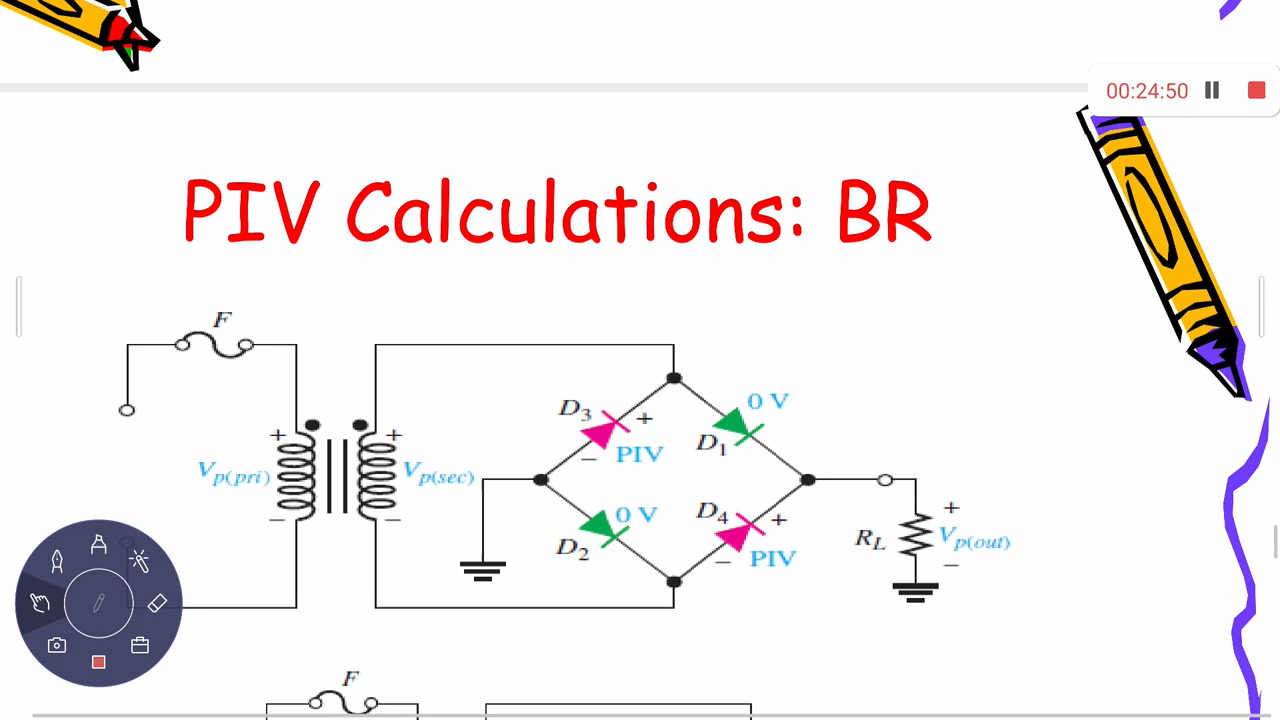 00:24:50
PIV Calculations: BR
F
D3 + 0 V
− PIV D1
+ + 
Vp(pri) Vp(sec)
− −
0 V D4 +
D2 − PIV
RL + Vp(out) −
F